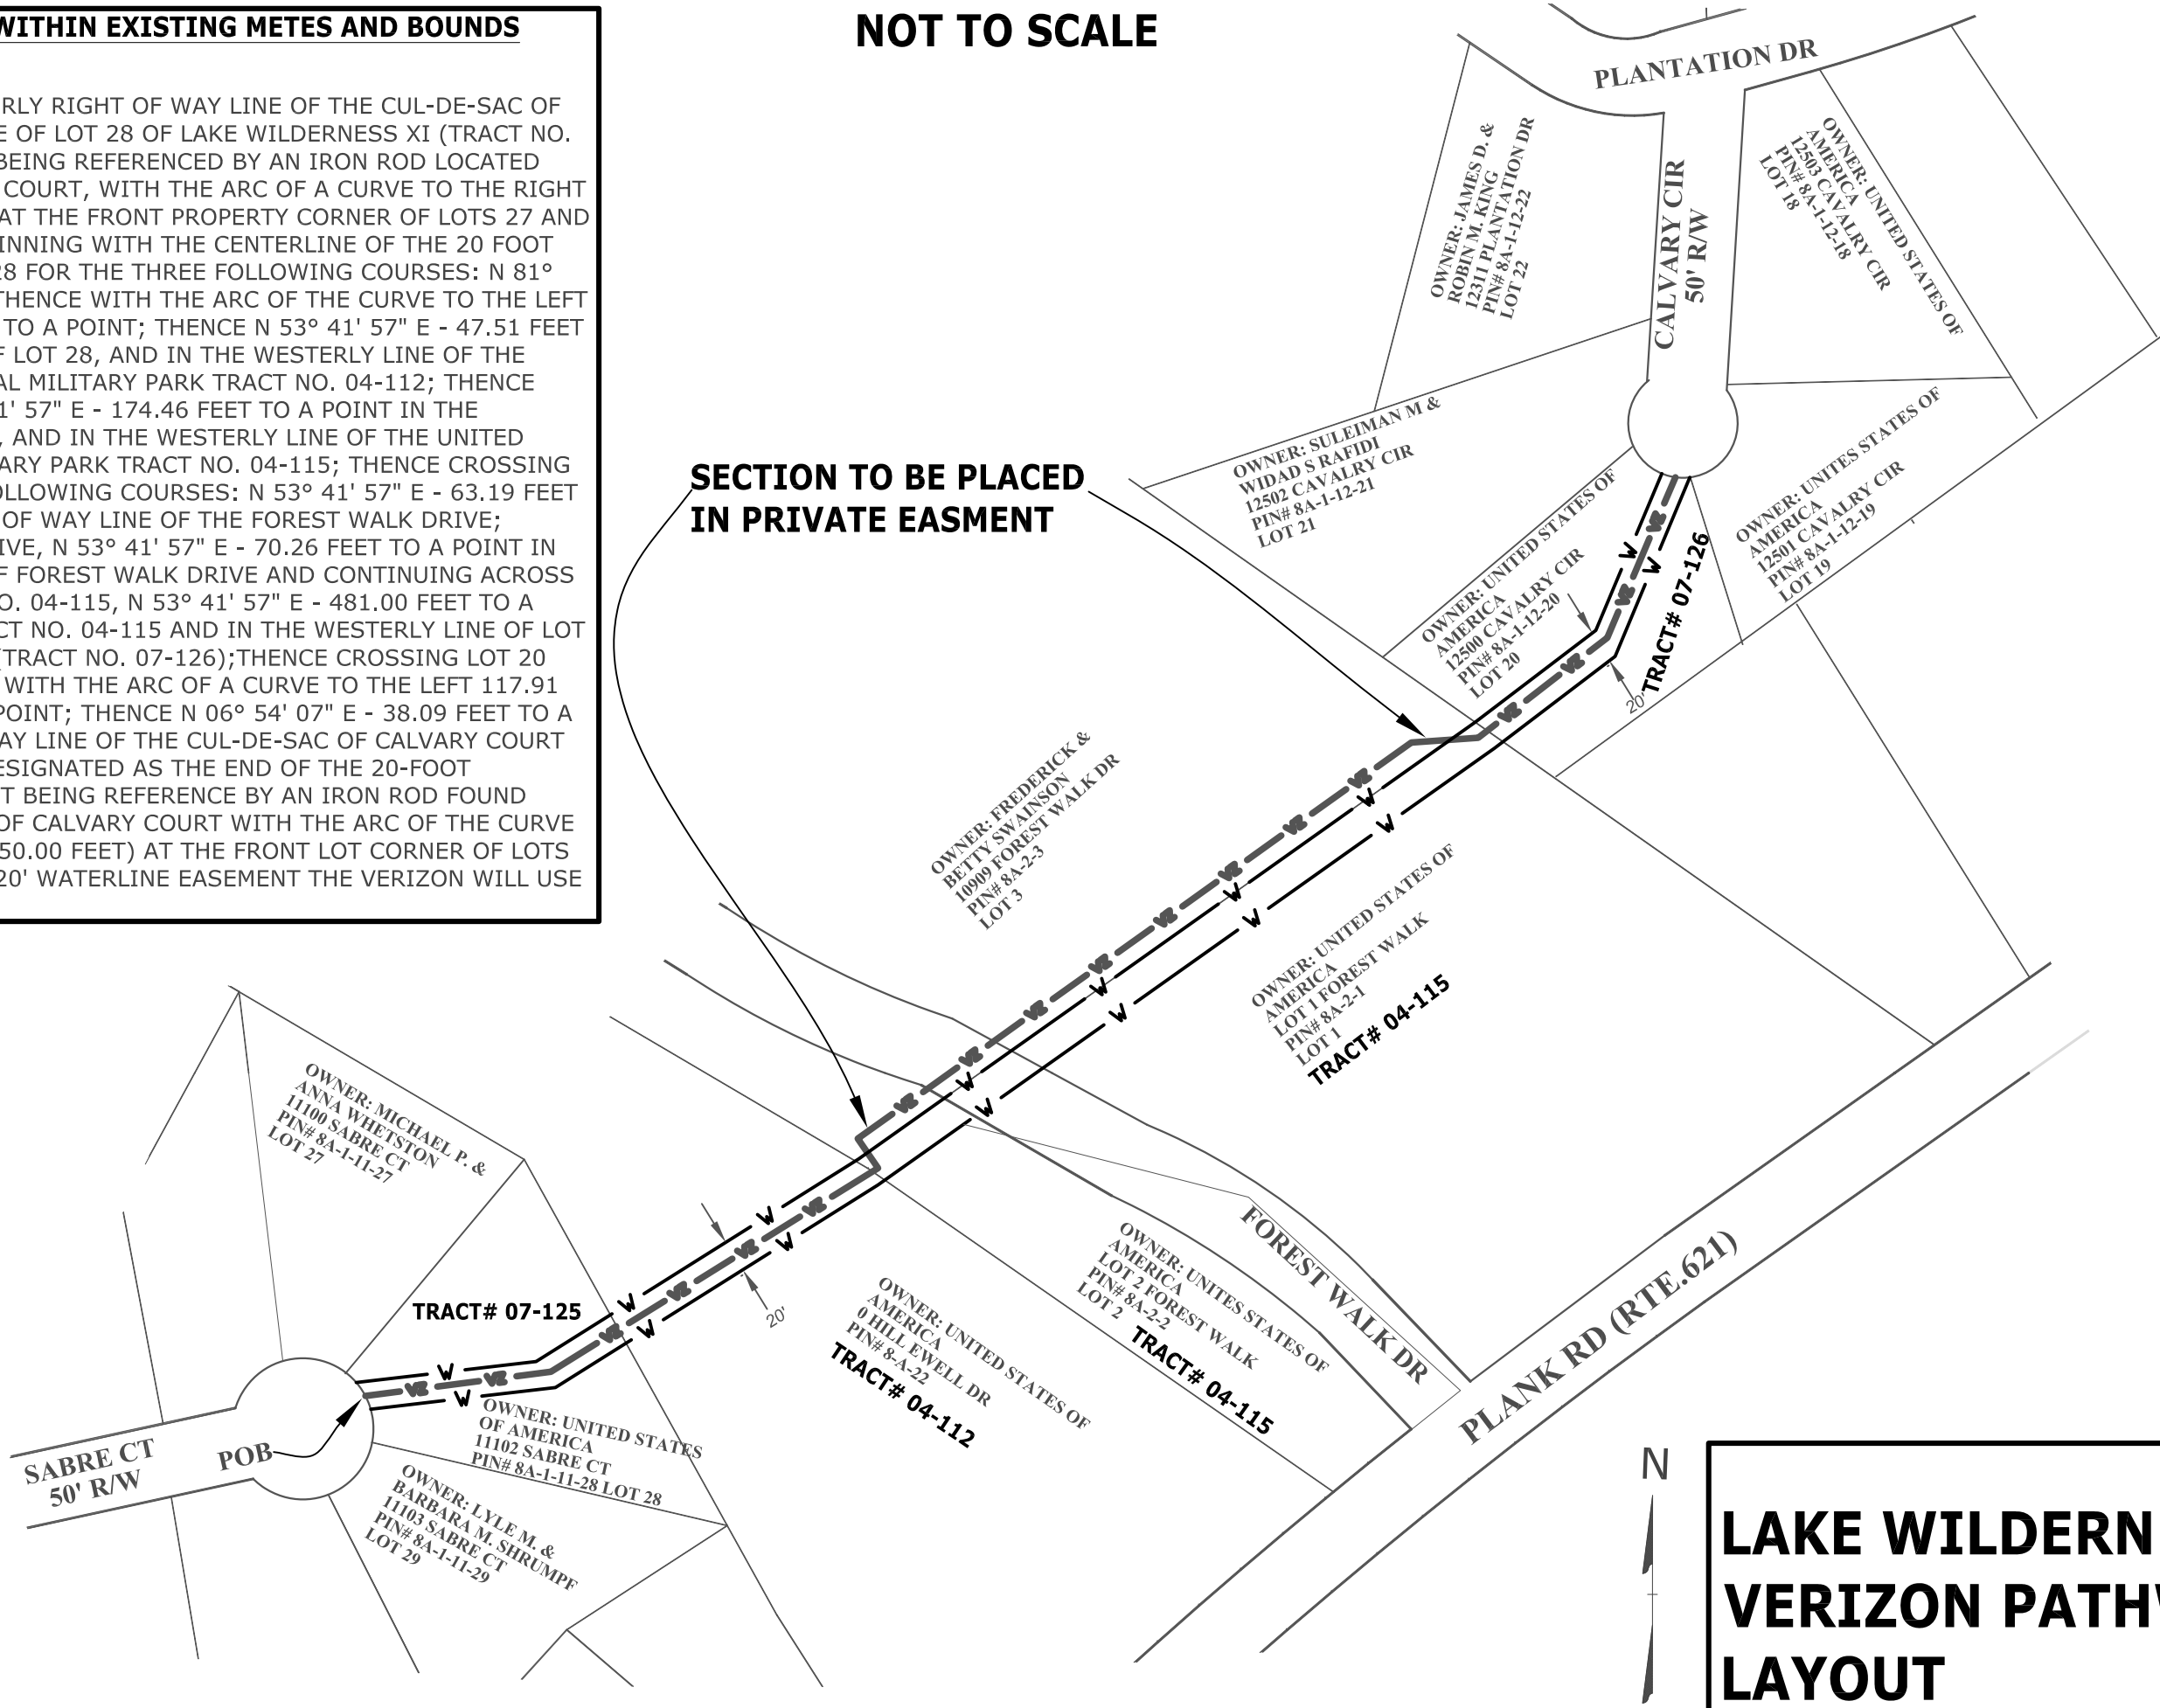 WITHIN EXISTING METES AND BOUNDS
RLY RIGHT OF WAY LINE OF THE CUL-DE-SAC OF
E OF LOT 28 OF LAKE WILDERNESS XI (TRACT NO.
BEING REFERENCED BY AN IRON ROD LOCATED
COURT, WITH THE ARC OF A CURVE TO THE RIGHT
AT THE FRONT PROPERTY CORNER OF LOTS 27 AND
INNING WITH THE CENTERLINE OF THE 20 FOOT
28 FOR THE THREE FOLLOWING COURSES: N 81°
THENCE WITH THE ARC OF THE CURVE TO THE LEFT
TO A POINT; THENCE N 53° 41' 57" E - 47.51 FEET
F LOT 28, AND IN THE WESTERLY LINE OF THE
AL MILITARY PARK TRACT NO. 04-112; THENCE
1' 57" E - 174.46 FEET TO A POINT IN THE
, AND IN THE WESTERLY LINE OF THE UNITED
ARY PARK TRACT NO. 04-115; THENCE CROSSING
OLLOWING COURSES: N 53° 41' 57" E - 63.19 FEET
OF WAY LINE OF THE FOREST WALK DRIVE;
IVE, N 53° 41' 57" E - 70.26 FEET TO A POINT IN
F FOREST WALK DRIVE AND CONTINUING ACROSS
O. 04-115, N 53° 41' 57" E - 481.00 FEET TO A
CT NO. 04-115 AND IN THE WESTERLY LINE OF LOT
(TRACT NO. 07-126);THENCE CROSSING LOT 20
WITH THE ARC OF A CURVE TO THE LEFT 117.91
POINT; THENCE N 06° 54' 07" E - 38.09 FEET TO A
AY LINE OF THE CUL-DE-SAC OF CALVARY COURT
ESIGNATED AS THE END OF THE 20-FOOT
T BEING REFERENCE BY AN IRON ROD FOUND
OF CALVARY COURT WITH THE ARC OF THE CURVE
50.00 FEET) AT THE FRONT LOT CORNER OF LOTS
20' WATERLINE EASEMENT THE VERIZON WILL USE
NOT TO SCALE
PLANTATION DR
OWNER: JAMES D. &
ROBIN M. KING
12311 PLANTATION DR
PIN# 8A-1-12-22
LOT 22
CALVARY CIR
50' R/W
OWNER: UNITED STATES OF
AMERICA
12503 CAVALRY CIR
PIN# 8A-1-12-18
LOT 18
OWNER: SULEIMAN M &
WIDAD S RAFIDI
12502 CAVALRY CIR
PIN# 8A-1-12-21
LOT 21
OWNER: UNITES STATES OF
AMERICA
12501 CAVALRY CIR
PIN# 8A-1-12-19
LOT 19
OWNER: UNITED STATES OF
AMERICA
12500 CAVALRY CIR
PIN# 8A-1-12-20
LOT 20
TRACT# 07-126
20'
SECTION TO BE PLACED
IN PRIVATE EASMENT
OWNER: FREDERICK &
BETTY SWAINSON
10909 FOREST WALK DR
PIN# 8A-2-3
LOT 3
OWNER: UNITED STATES OF
AMERICA
LOT 1 FOREST WALK
PIN# 8A-2-1
LOT 1
TRACT# 04-115
VZ VZ VZ VZ VZ VZ VZ VZ VZ VZ VZ VZ VZ VZ VZ VZ VZ VZ
W W W W W W W W W W W W W W W W
OWNER: MICHAEL P. &
ANNA WHETSTON
11100 SABRE CT
PIN# 8A-1-11-27
LOT 27
TRACT# 07-125
20'
OWNER: UNITED STATES OF
AMERICA
0 HILL EWELL DR
PIN# 8-A-22
TRACT# 04-112
OWNER: UNITES STATES OF
AMERICA
LOT 2 FOREST WALK
PIN# 8A-2-2
LOT 2
TRACT# 04-115
FOREST WALK DR
PLANK RD (RTE.621)
SABRE CT
50' R/W
POB
OWNER: UNITED STATES
OF AMERICA
11102 SABRE CT
PIN# 8A-1-11-28 LOT 28
OWNER: LYLE M. &
BARBARA M. SHRUMPF
11103 SABRE CT
PIN# 8A-1-11-29
LOT 29
N
LAKE WILDERN
VERIZON PATH
LAYOUT